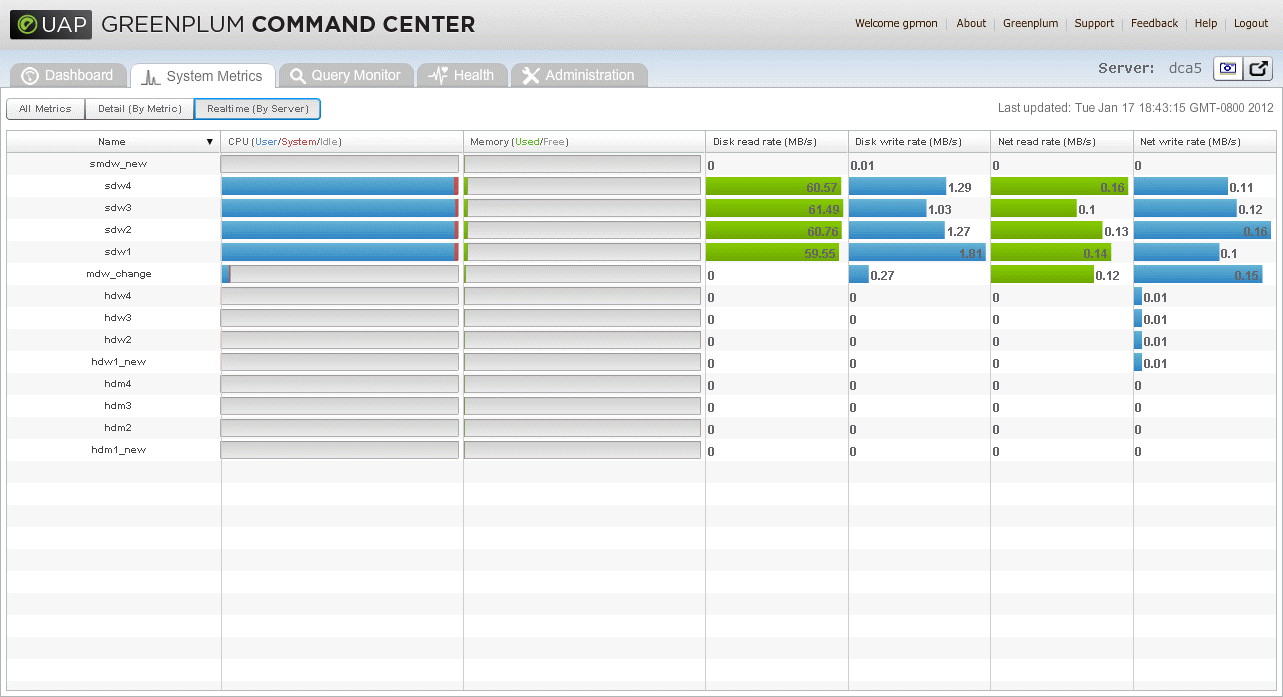 UAP GREENPLUM COMMAND CENTER
Welcome gpmon About Greenplum Support Feedback Help Logout
Dashboard System Metrics Query Monitor Health Administration Server: dca5
All Metrics Detail (By Metric) Realtime (By Server) Last updated: Tue Jan 17 18:43:15 GMT-0800 2012
Name ▼ CPU (User/System/Idle) Memory (Used/Free) Disk read rate (MB/s) Disk write rate (MB/s) Net read rate (MB/s) Net write rate (MB/s)
smdw_new 0 0.01 0 0
sdw4 60.57 1.29 0.16 0.11
sdw3 61.49 1.03 0.1 0.12
sdw2 60.76 1.27 0.13 0.16
sdw1 59.55 1.81 0.14 0.1
mdw_change 0 0.27 0.12 0.15
hdw4 0 0 0 0.01
hdw3 0 0 0 0.01
hdw2 0 0 0 0.01
hdw1_new 0 0 0 0.01
hdm4 0 0 0 0
hdm3 0 0 0 0
hdm2 0 0 0 0
hdm1_new 0 0 0 0